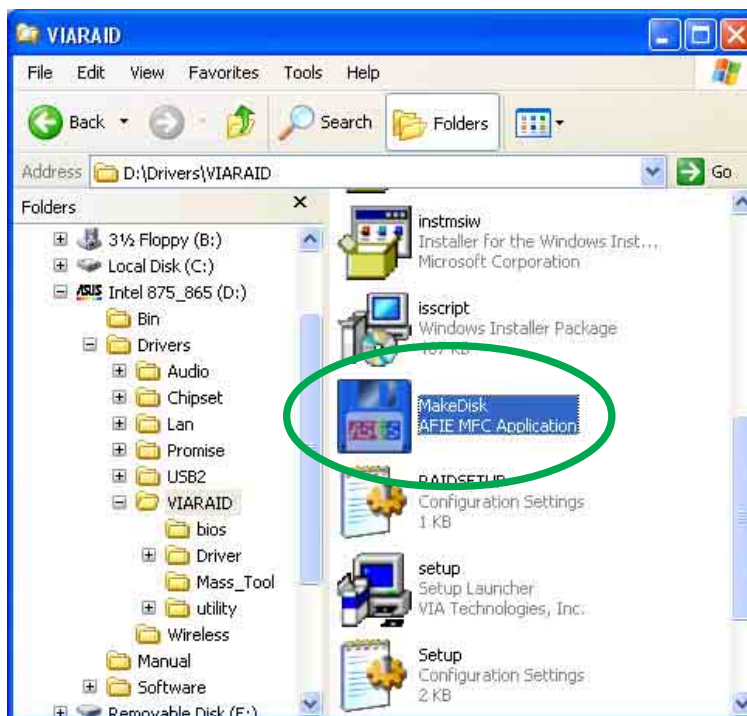 VIARAID
File Edit View Favorites Tools Help
Back Search Folders
Address D:\Drivers\VIARAID Go
Folders
3½ Floppy (B:)
Local Disk (C:)
ASUS Intel 875_865 (D:)
Bin
Drivers
Audio
Chipset
Lan
Promise
USB2
VIARAID
bios
Driver
Mass_Tool
utility
Wireless
Manual
Software
Removable Disk (F:)
instmsiw
Installer for the Windows Inst...
Microsoft Corporation
isscript
Windows Installer Package
KB
MakeDisk
AFIE MFC Application
ASUS
RAIDSETUP
Configuration Settings
1 KB
setup
Setup Launcher
VIA Technologies, Inc.
Setup
Configuration Settings
2 KB